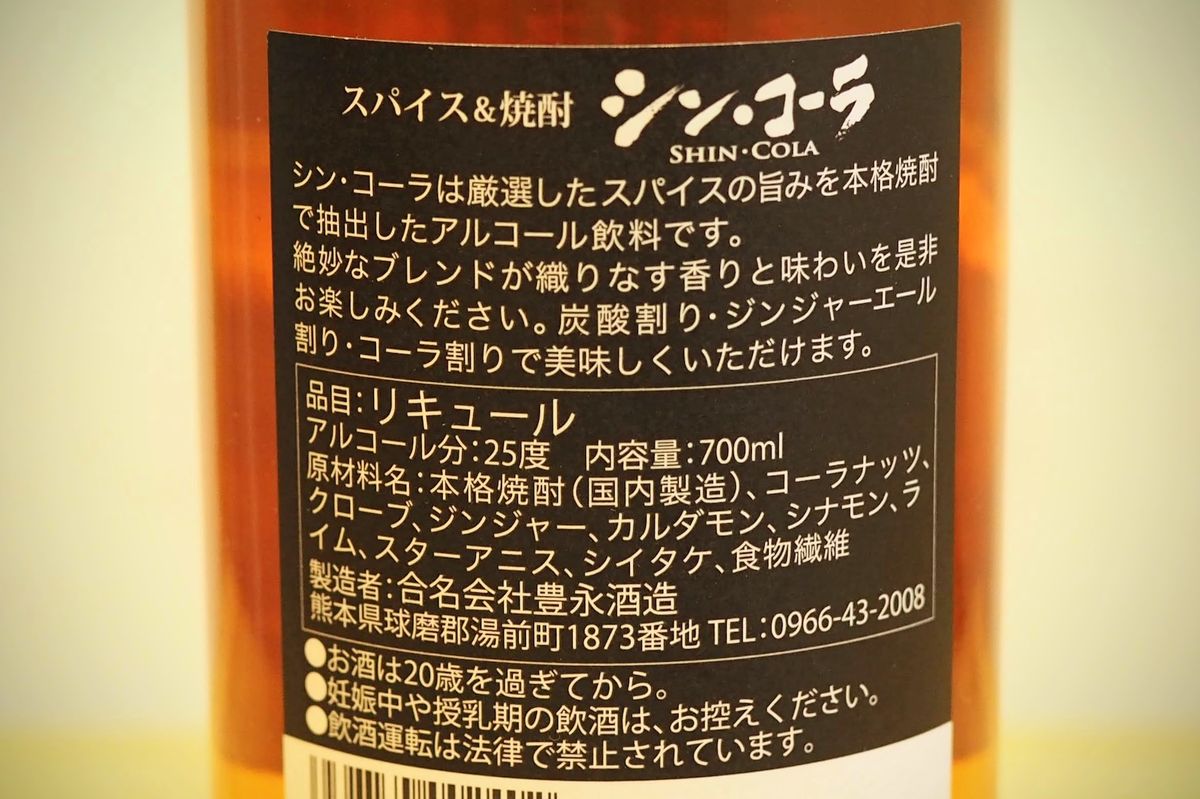 スパイス&焼酎 シン・コーラ
SHIN・COLA
シン・コーラは厳選したスパイスの旨みを本格焼酎
で抽出したアルコール飲料です。
絶妙なブレンドが織りなす香りと味わいを是非
お楽しみください。炭酸割り・ジンジャーエール
割り・コーラ割りで美味しくいただけます。
品目：リキュール
アルコール分：25度　内容量：700ml
原材料名：本格焼酎（国内製造）、コーラナッツ、
クローブ、ジンジャー、カルダモン、シナモン、ラ
イム、スターアニス、シイタケ、食物繊維
製造者：合名会社豊永酒造
熊本県球磨郡湯前町1873番地 TEL：0966-43-2008
●お酒は20歳を過ぎてから。
●妊娠中や授乳期の飲酒は、お控えください。
●飲酒運転は法律で禁止されています。